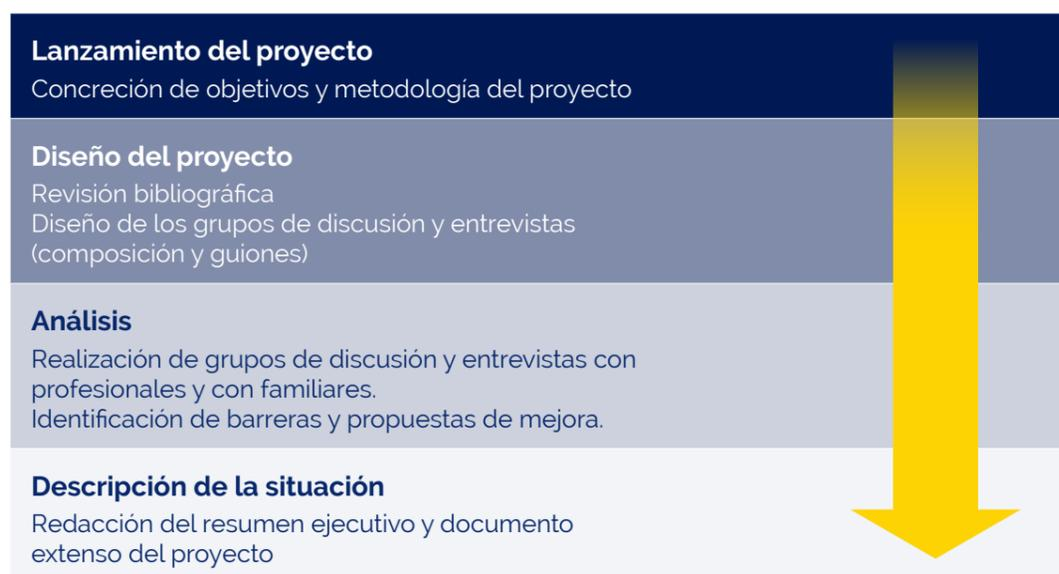 Lanzamiento del proyecto
Concreción de objetivos y metodología del proyecto
Diseño del proyecto
Revisión bibliográfica
Diseño de los grupos de discusión y entrevistas
(composición y guiones)
Análisis
Realización de grupos de discusión y entrevistas con
profesionales y con familiares.
Identificación de barreras y propuestas de mejora.
Descripción de la situación
Redacción del resumen ejecutivo y documento
extenso del proyecto